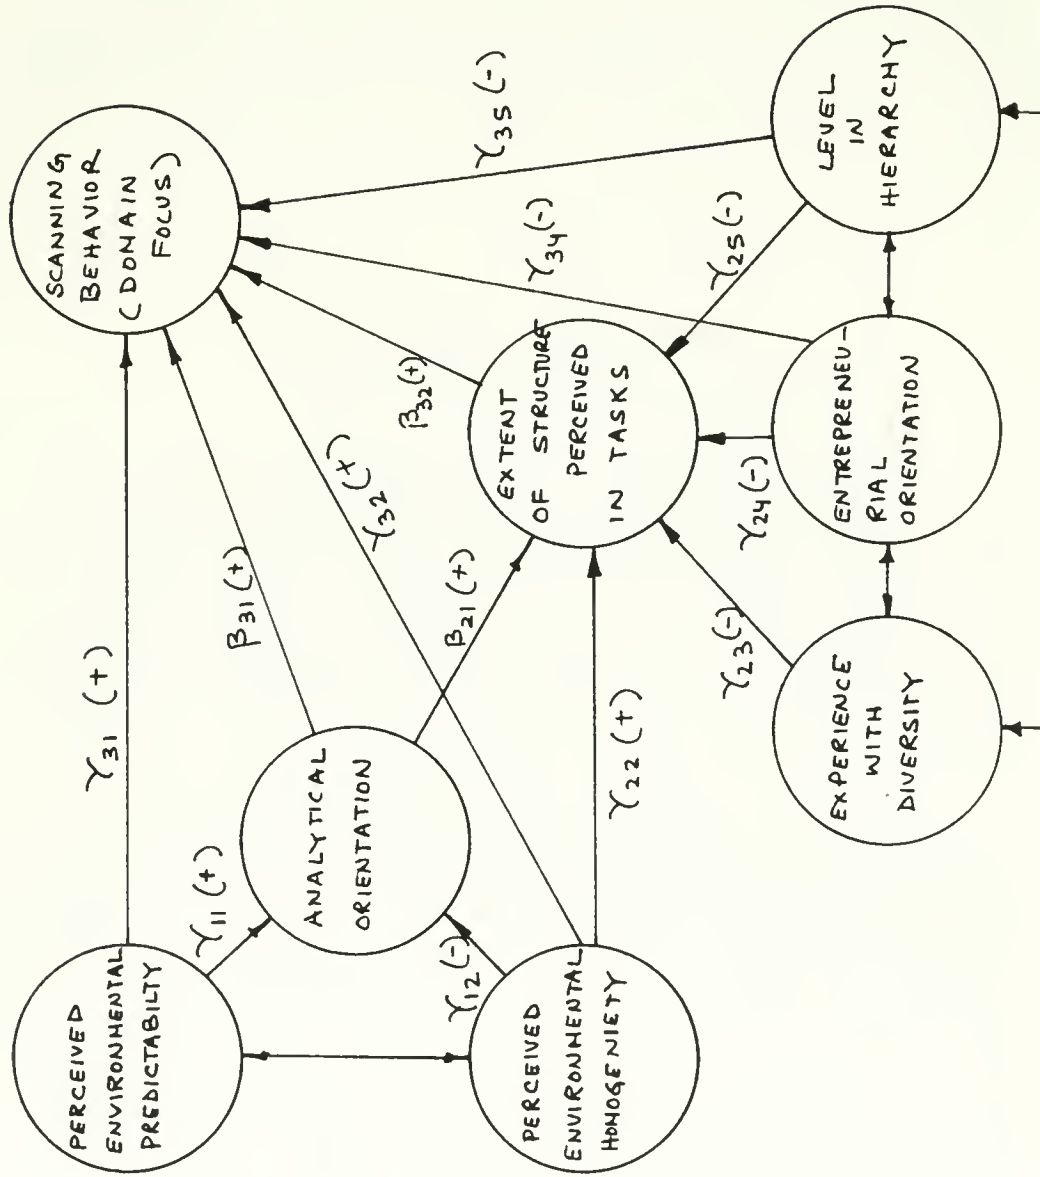 PERCEIVED
ENVIRONMENTAL
PREDICTABILTY
γ31 (+)
γ11 (+)
PERCEIVED
ENVIRONMENTAL
HOMOGENIETY
γ12 (-)
ANALYTICAL
ORIENTATION
β31 (+)
β21 (+)
γ32 (+)
γ22 (+)
SCANNING
BEHAVIOR
(DOMAIN
FOCUS)
EXTENT
OF STRUCTURE
PERCEIVED
IN TASKS
β32 (+)
γ35 (-)
γ34 (-)
γ25 (-)
γ24 (-)
γ23 (-)
EXPERIENCE
WITH
DIVERSITY
ENTREPRENEU-
RIAL
ORIENTATION
LEVEL
IN
HIERARCHY